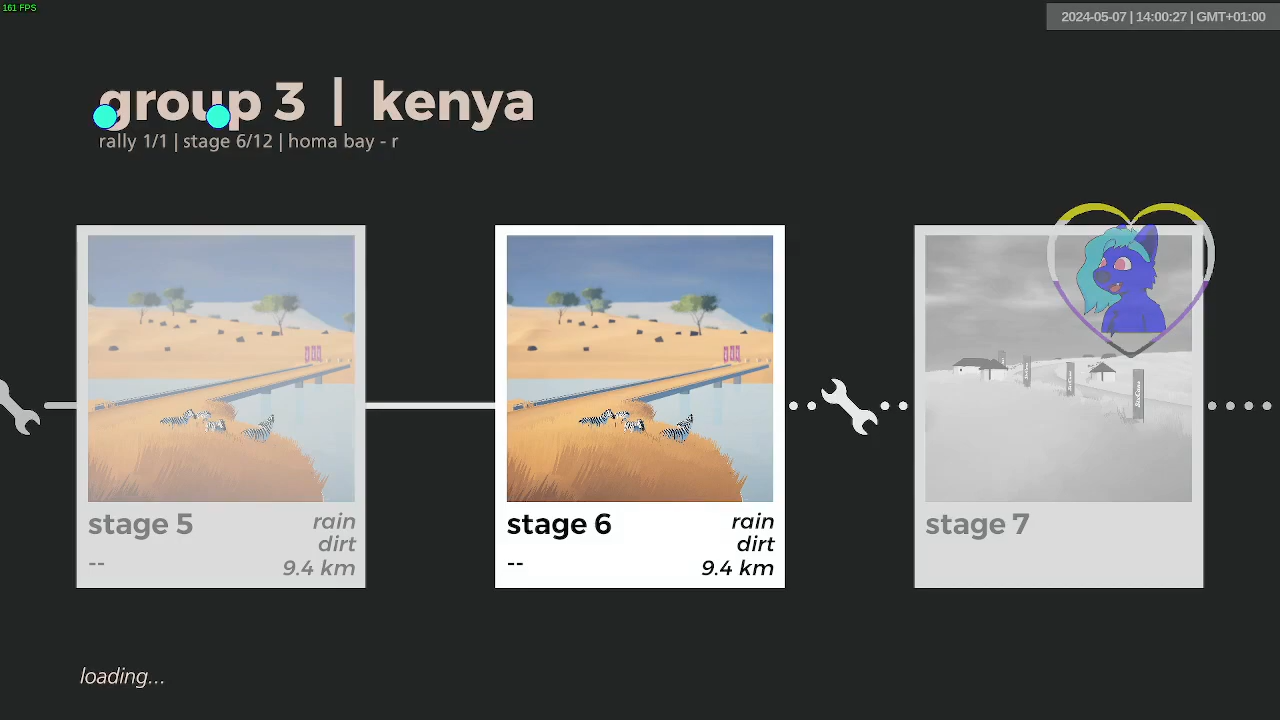 161 FPS
2024-05-07 | 14:00:27 | GMT+01:00
group 3 | kenya
rally 1/1 | stage 6/12 | homa bay - r
stage 5
rain
dirt
--
9.4 km
stage 6
rain
dirt
--
9.4 km
stage 7
loading...